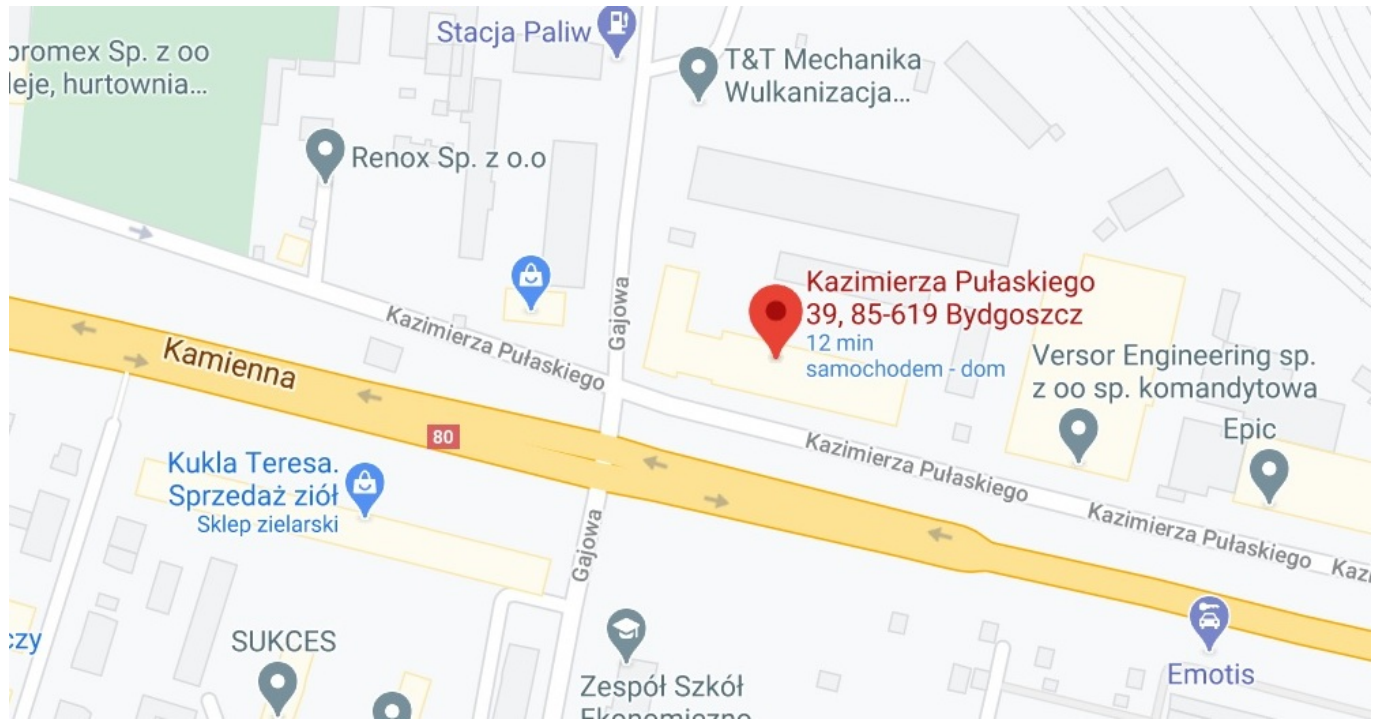 Stacja Paliw
promex Sp. z oo
leje, hurtownia...
T&T Mechanika
Wulkanizacja...
Renox Sp. z o.o
Gajowa
Kazimierza Pułaskiego
39, 85-619 Bydgoszcz
12 min
samochodem - dom
Kazimierza Pułaskiego
Kamienna
Versor Engineering sp.
z oo sp. komandytowa
Epic
80
Kazimierza Pułaskiego
Kukla Teresa.
Sprzedaż ziół
Sklep zielarski
Kazimierza Pułaskiego
Kazi
Gajowa
Emotis
czy
SUKCES
Zespół Szkół
Ekonomiczno